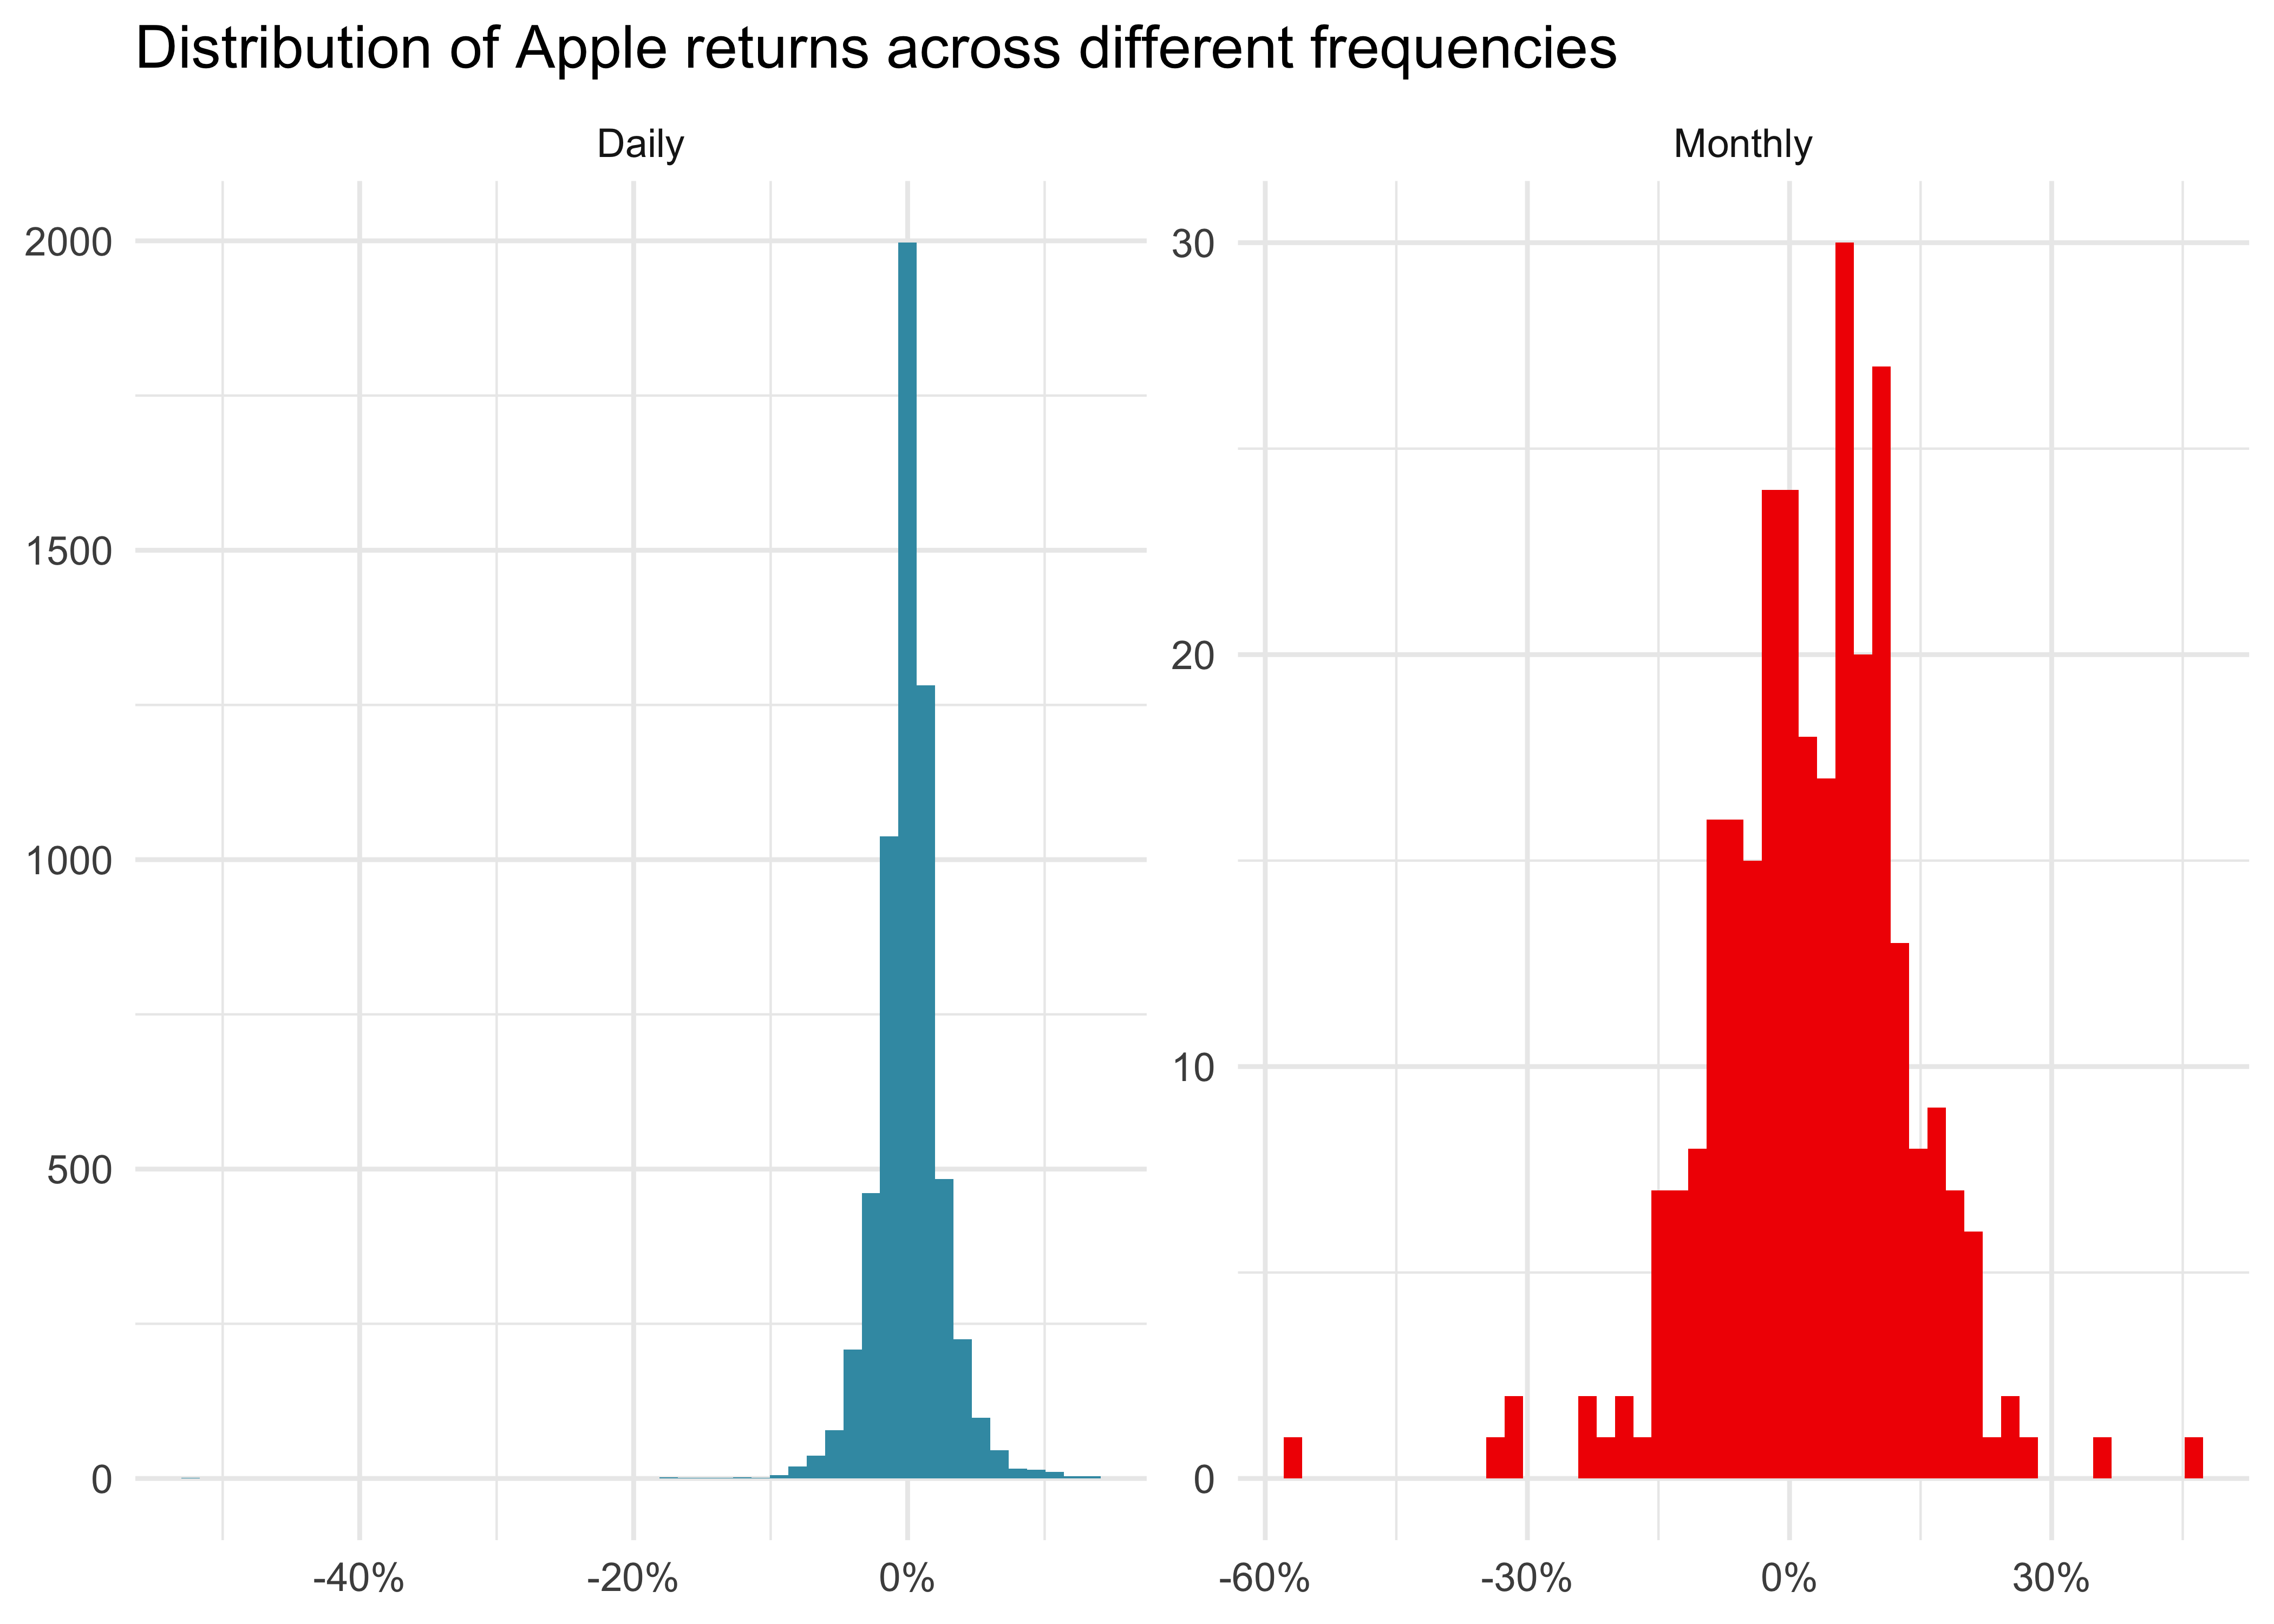 Distribution of Apple returns across different frequencies
Daily
Monthly
2000
1500
1000
500
0
30
20
10
0
-40% -20% 0%
-60% -30% 0% 30%